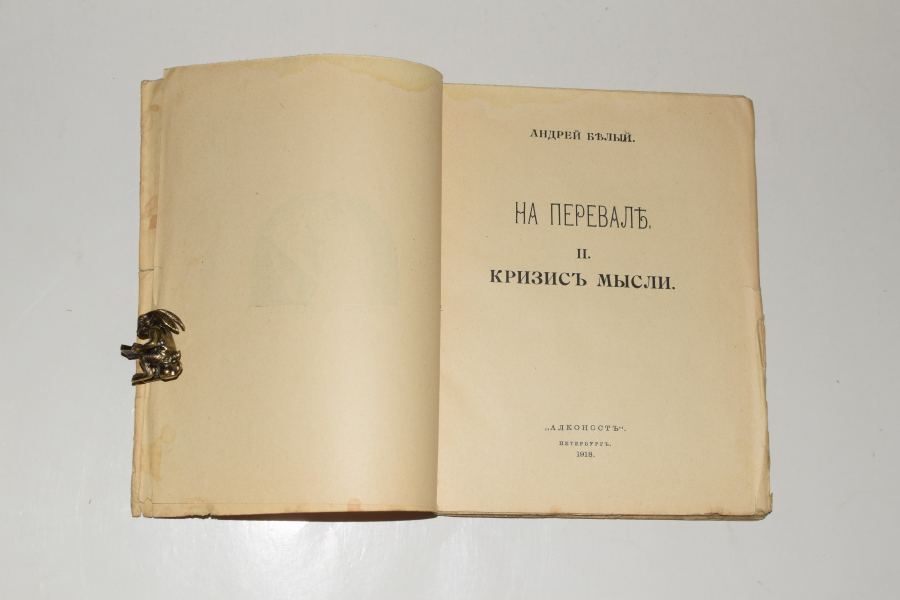 АНДРЕЙ БѢЛЫЙ.
НА ПЕРЕВАЛѢ.
II.
КРИЗИСЪ МЫСЛИ.
„АЛКОНОСТЪ“.
ПЕТЕРБУРГЪ.
1918.